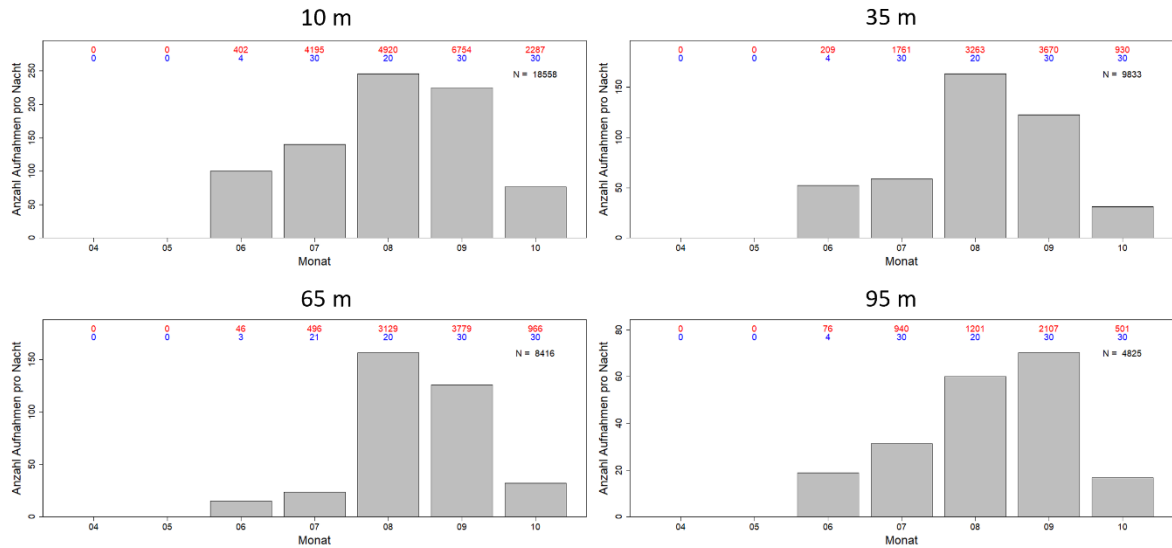 10 m
0 0 402 4195 4920 6754 2287
0 0 4 30 20 30 30
N = 18558
Anzahl Aufnahmen pro Nacht
250
200
150
100
50
0
04 05 06 07 08 09 10
Monat
35 m
0 0 209 1761 3263 3670 930
0 0 4 30 20 30 30
N = 9833
Anzahl Aufnahmen pro Nacht
150
100
50
0
04 05 06 07 08 09 10
Monat
65 m
0 0 46 496 3129 3779 966
0 0 3 21 20 30 30
N = 8416
Anzahl Aufnahmen pro Nacht
150
100
50
0
04 05 06 07 08 09 10
Monat
95 m
0 0 76 940 1201 2107 501
0 0 4 30 20 30 30
N = 4825
Anzahl Aufnahmen pro Nacht
80
60
40
20
0
04 05 06 07 08 09 10
Monat